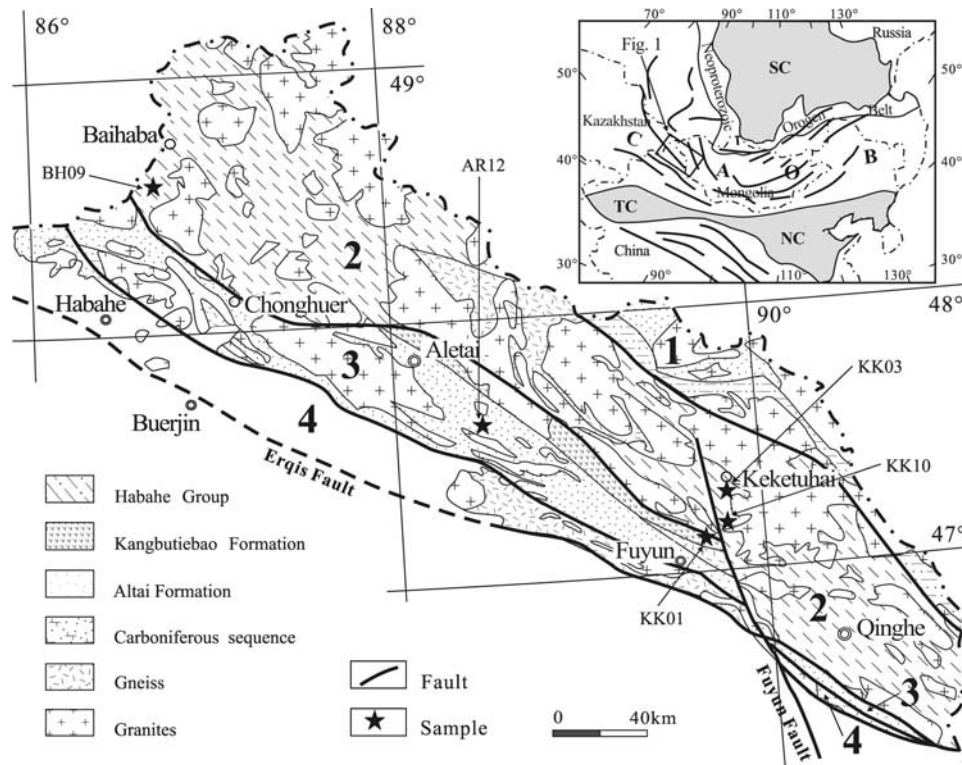 86°
88°
49°
Baihaba
BH09
AR12
2
Habahe
Chonghuer
3
Aletai
Buerjin
4
Erqis Fault
1
90°
48°
KK03
KK10
Keketuhai
47°
Fuyun
KK01
2
Qinghe
3
4
Fuyun Fault
Fig. 1
70°
90°
110°
130°
Russia
50°
50°
Neoproterozoic
SC
Orogen
Belt
Kazakhstan
C
A
O
B
40°
40°
Mongolia
TC
NC
China
30°
30°
90°
110°
130°
Habahe Group
Kangbutiebao Formation
Altai Formation
Carboniferous sequence
Gneiss
Granites
Fault
Sample
0 40km